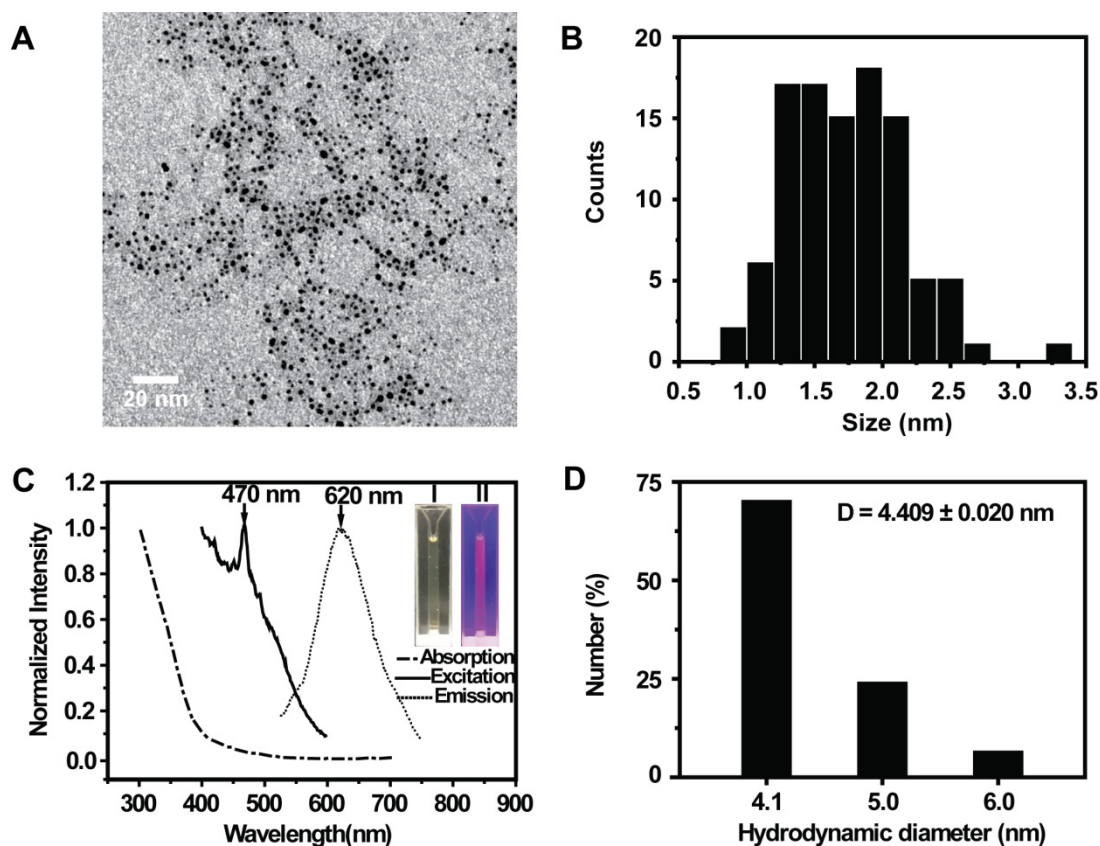 A
20 nm
B
20
15
10
5
0
Counts
0.5 1.0 1.5 2.0 2.5 3.0 3.5
Size (nm)
C
1.2
1.0
0.8
0.6
0.4
0.2
0.0
Normalized Intensity
470 nm
620 nm
I
II
Absorption
Excitation
Emission
300 400 500 600 700 800 900
Wavelength(nm)
D
75
50
25
0
Number (%)
D = 4.409 ± 0.020 nm
4.1 5.0 6.0
Hydrodynamic diameter (nm)